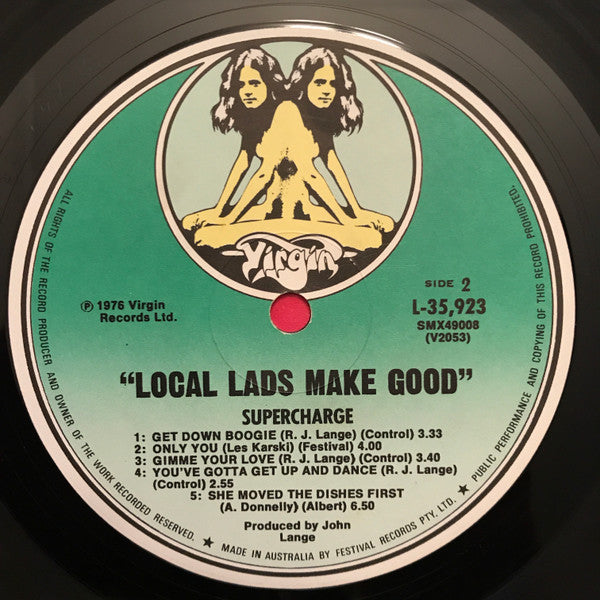 Virgin
SIDE 2
L-35,923
SMX49008
(V2053)
℗ 1976 Virgin
Records Ltd.
"LOCAL LADS MAKE GOOD"
SUPERCHARGE
1: GET DOWN BOOGIE (R. J. Lange) (Control) 3.33
2: ONLY YOU (Les Karski) (Festival) 4.00
3: GIMME YOUR LOVE (R. J. Lange) (Control) 3.40
4: YOU'VE GOTTA GET UP AND DANCE (R. J. Lange)
(Control) 2.55
5: SHE MOVED THE DISHES FIRST
(A. Donnelly) (Albert) 6.50
Produced by John
Lange
ALL RIGHTS OF THE RECORD PRODUCER AND OWNER OF THE WORK RECORDED RESERVED. ★ MADE IN AUSTRALIA BY FESTIVAL RECORDS PTY. LTD. ★ PUBLIC PERFORMANCE AND COPYING OF THIS RECORD PROHIBITED.